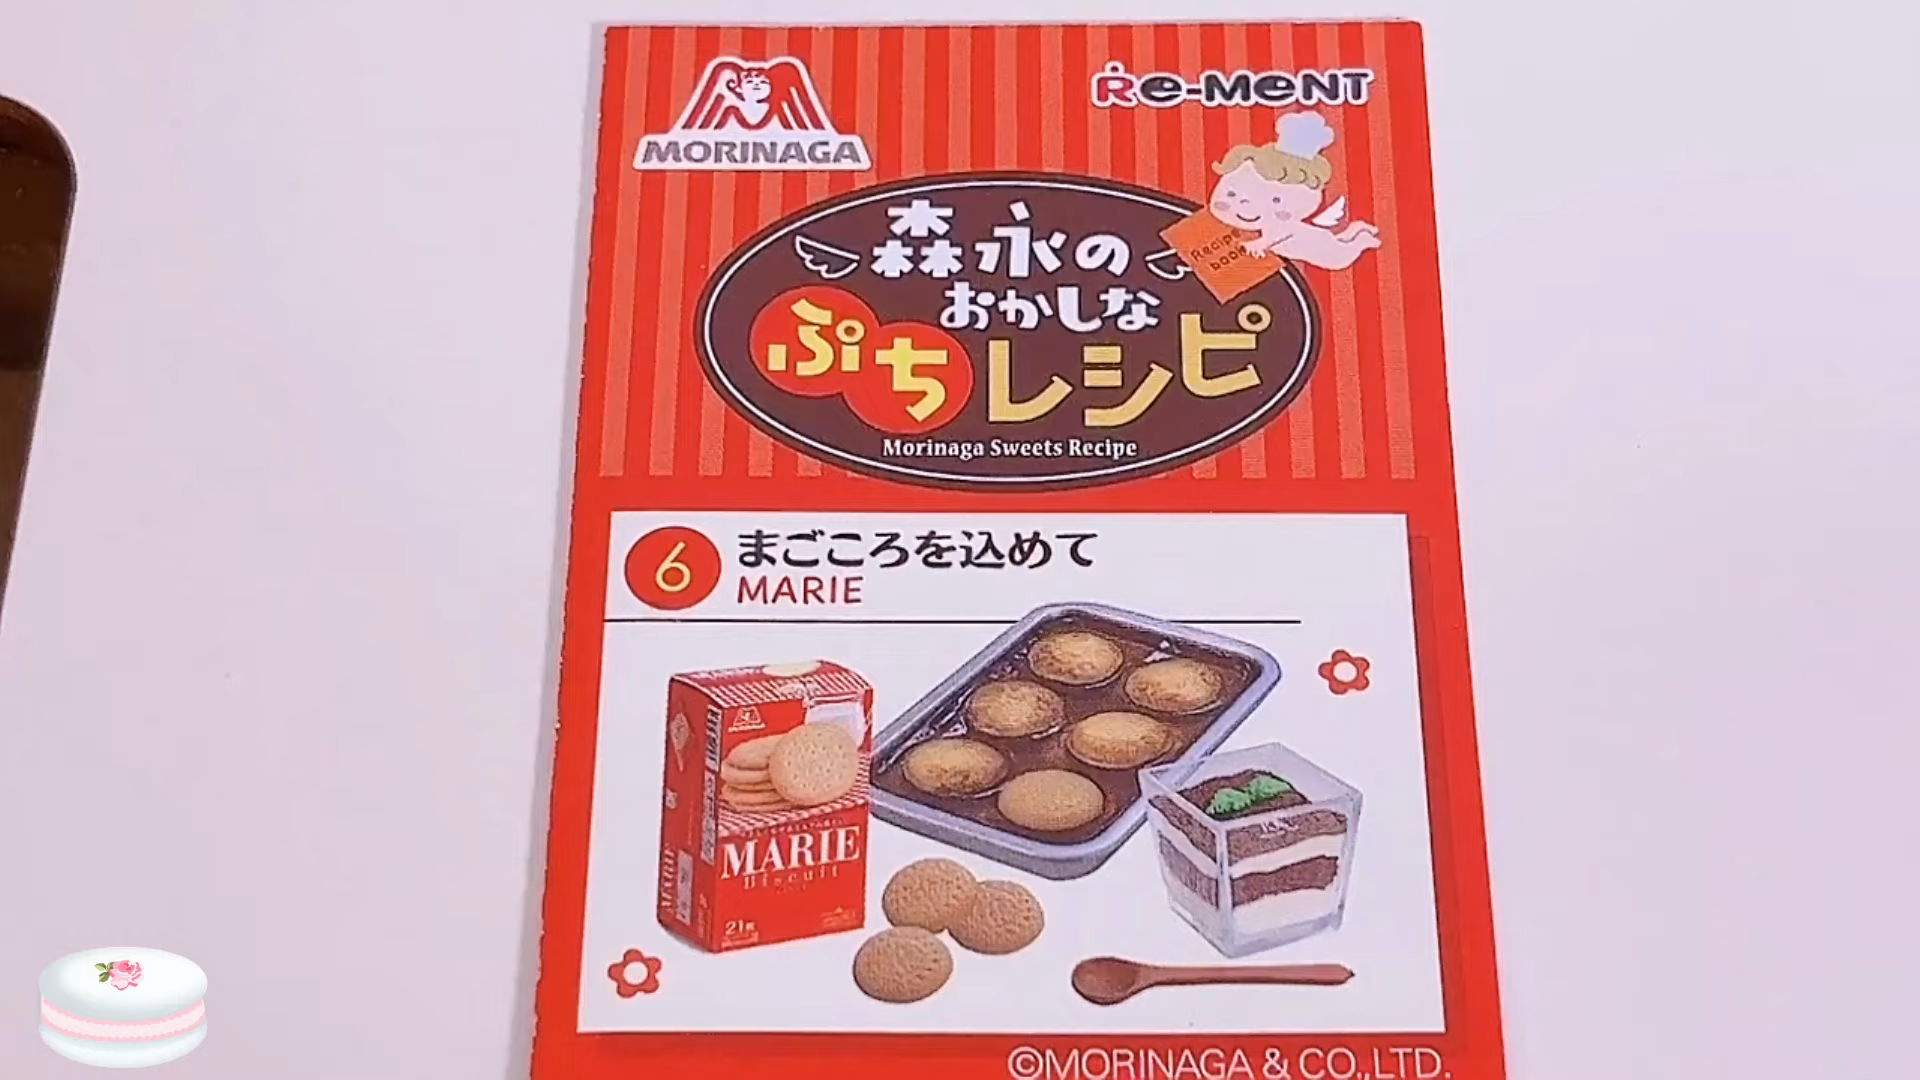 MORINAGA
Re-MeNT
Recipe
book
森永の
おかしな
ぷちレシピ
Morinaga Sweets Recipe
6
まごころを込めて
MARIE
MORINAGA
MARIE
Biscuit
21枚
MARIE
©MORINAGA & CO.,LTD.